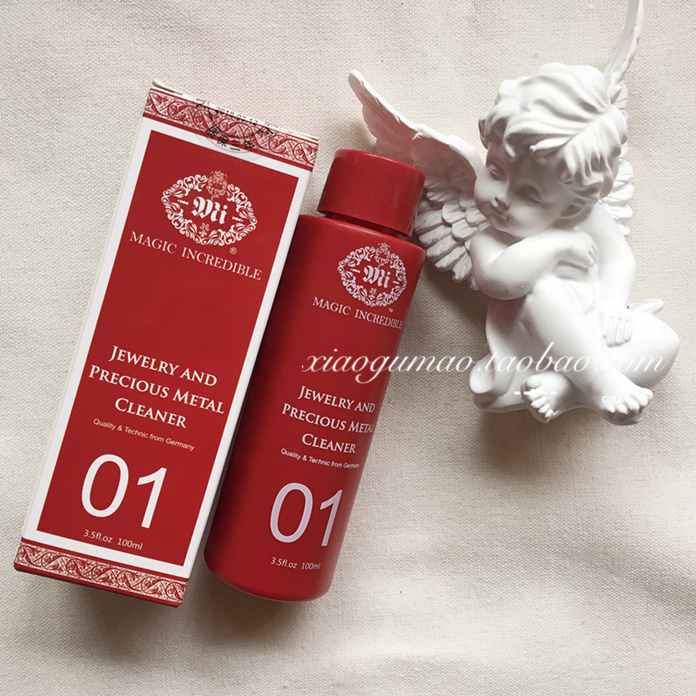 Mi
MAGIC INCREDIBLE
®
JEWELRY AND
PRECIOUS METAL
CLEANER
Quality & Technic from Germany
01
3.5fl.oz 100ml
Mi
MAGIC INCREDIBLE
JEWELRY AND
PRECIOUS METAL
CLEANER
Quality & Technic from Germany
01
3.5fl.oz 100ml
xiaogumao.taobao.com